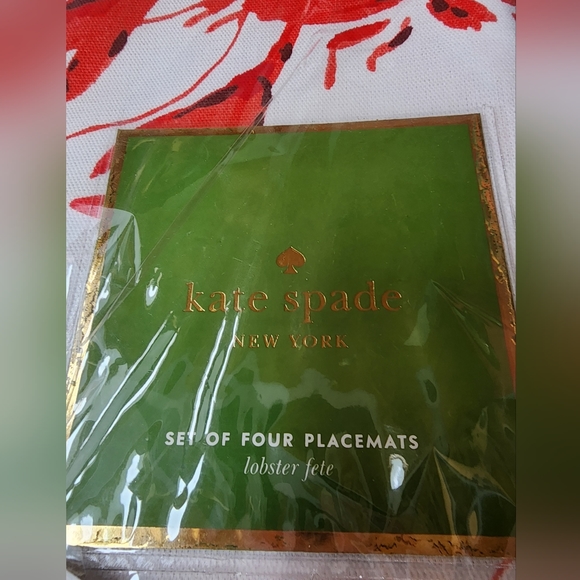 kate spade
NEW YORK
SET OF FOUR PLACEMATS
lobster fete